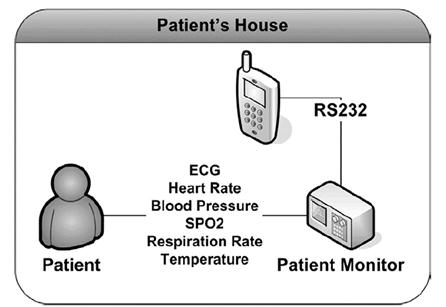 Patient's House
RS232
ECG
Heart Rate
Blood Pressure
SPO2
Respiration Rate
Temperature
Patient
Patient Monitor